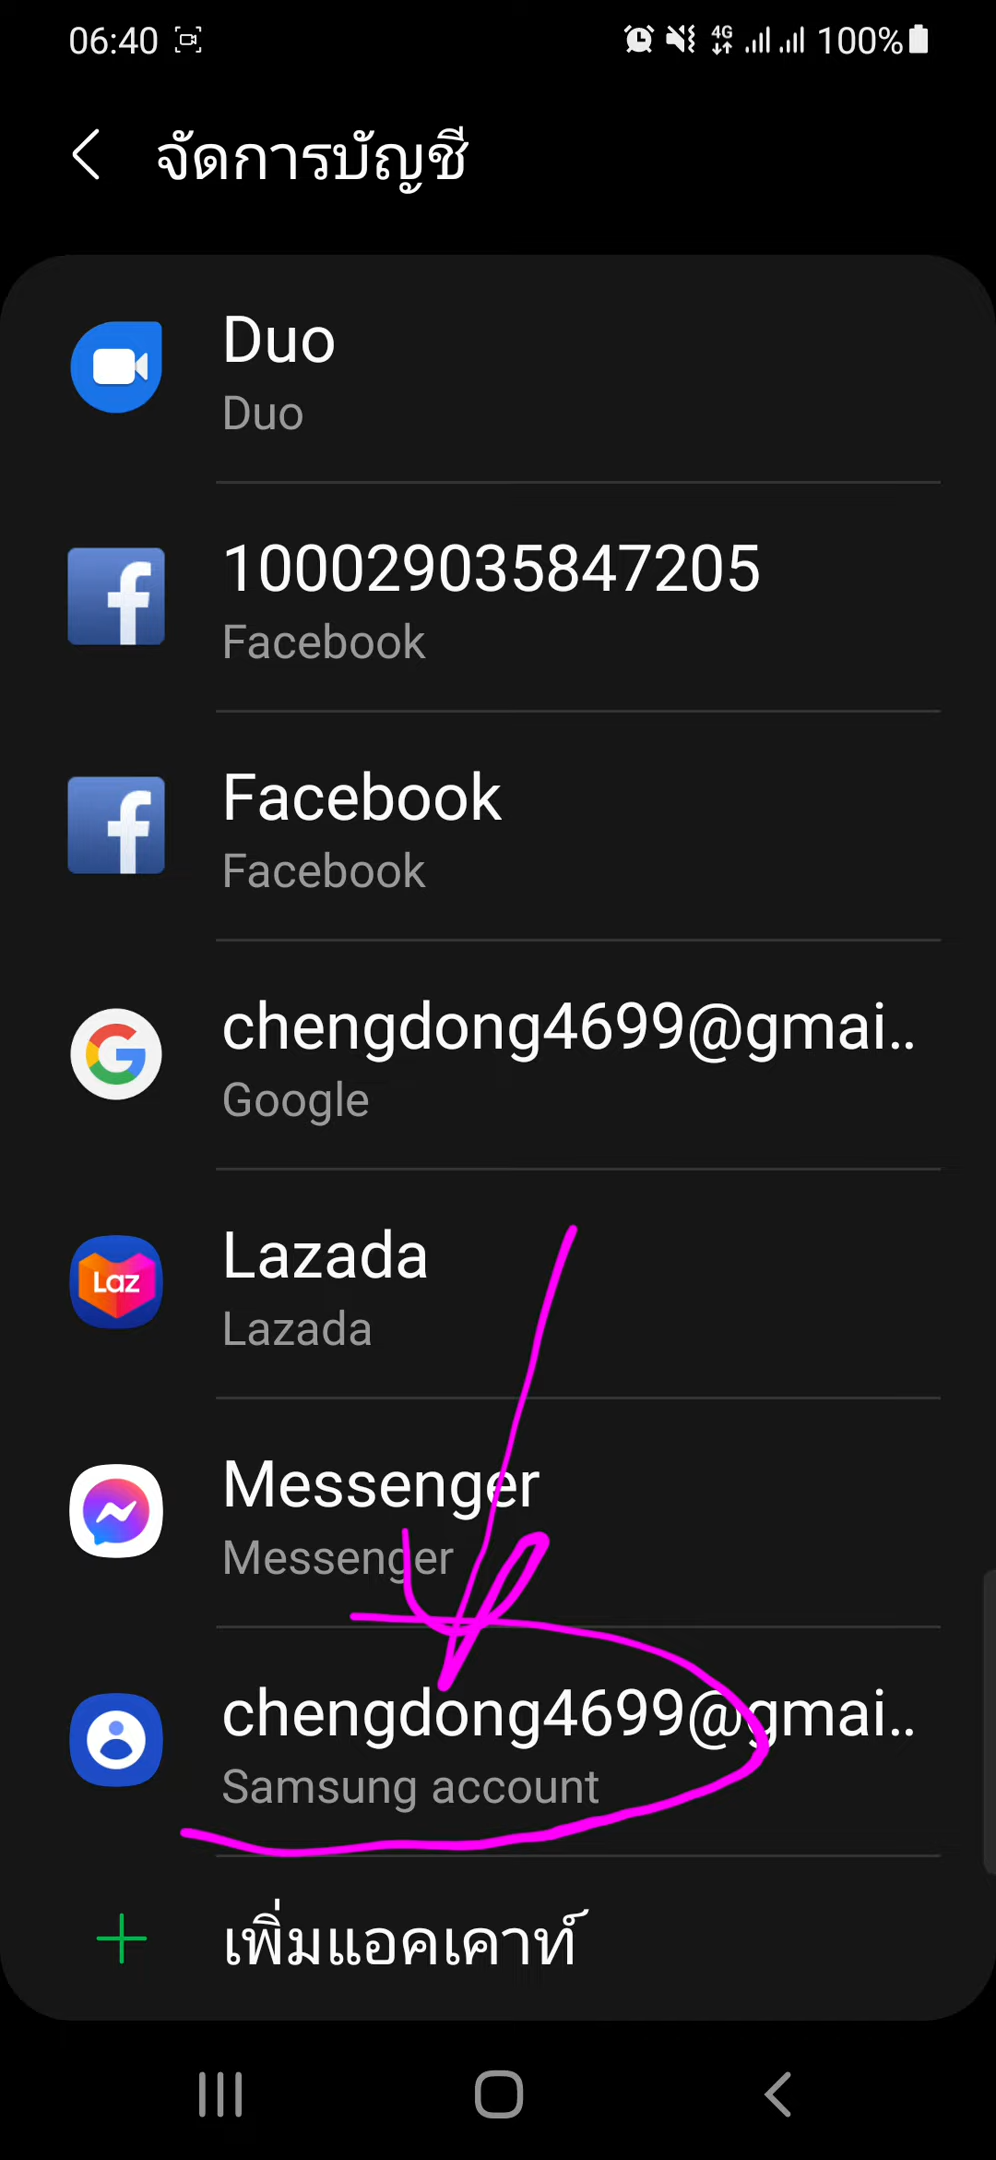 06:40 4G 100%
จัดการบัญชี
Duo
Duo
100029035847205
Facebook
Facebook
Facebook
chengdong4699@gmai..
Google
Laz
Lazada
Lazada
Messenger
Messenger
chengdong4699@gmai..
Samsung account
เพิ่มแอคเคาท์